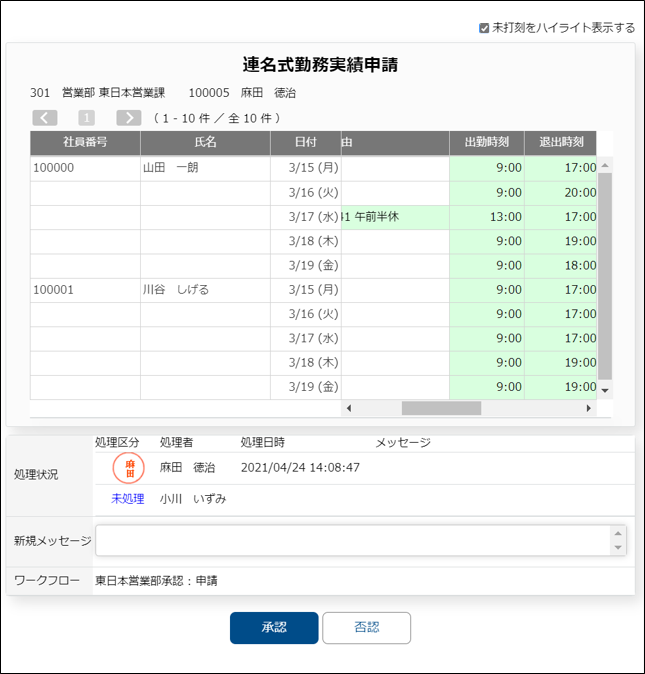 未打刻をハイライト表示する
連名式勤務実績申請
301 営業部 東日本営業課 100005 麻田 徳治
1 ( 1 - 10 件 ／ 全 10 件 )
社員番号 氏名 日付 由 出勤時刻 退出時刻
100000 山田 一朗 3/15 (月) 9:00 17:00
3/16 (火) 9:00 20:00
3/17 (水) 31 午前半休 13:00 17:00
3/18 (木) 9:00 19:00
3/19 (金) 9:00 18:00
100001 川谷 しげる 3/15 (月) 9:00 17:00
3/16 (火) 9:00 17:00
3/17 (水) 9:00 17:00
3/18 (木) 9:00 19:00
3/19 (金) 9:00 19:00
処理区分 処理者 処理日時 メッセージ
処理状況
麻田 麻田 徳治 2021/04/24 14:08:47
未処理 小川 いずみ
新規メッセージ
ワークフロー 東日本営業部承認 : 申請
承認 否認